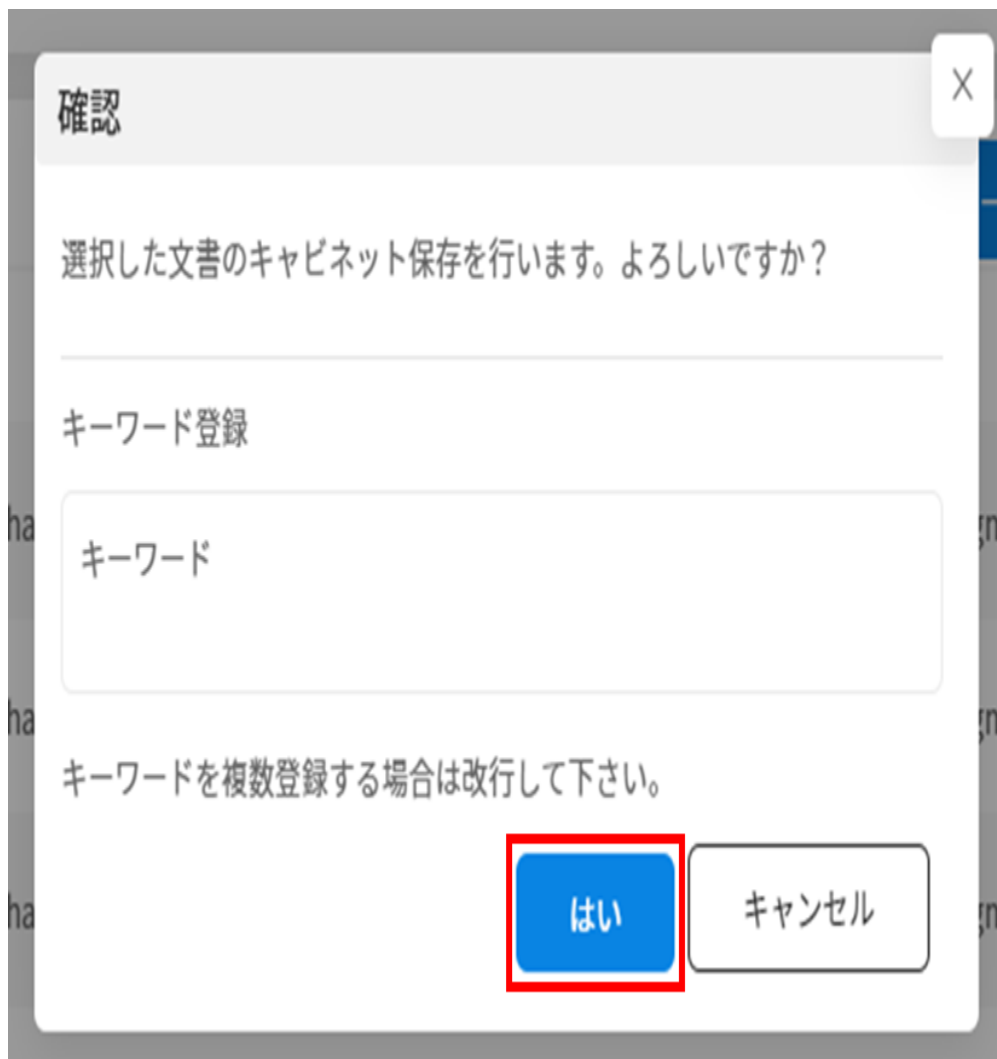 確認
X
選択した文書のキャビネット保存を行います。よろしいですか？
キーワード登録
キーワード
キーワードを複数登録する場合は改行して下さい。
はい
キャンセル